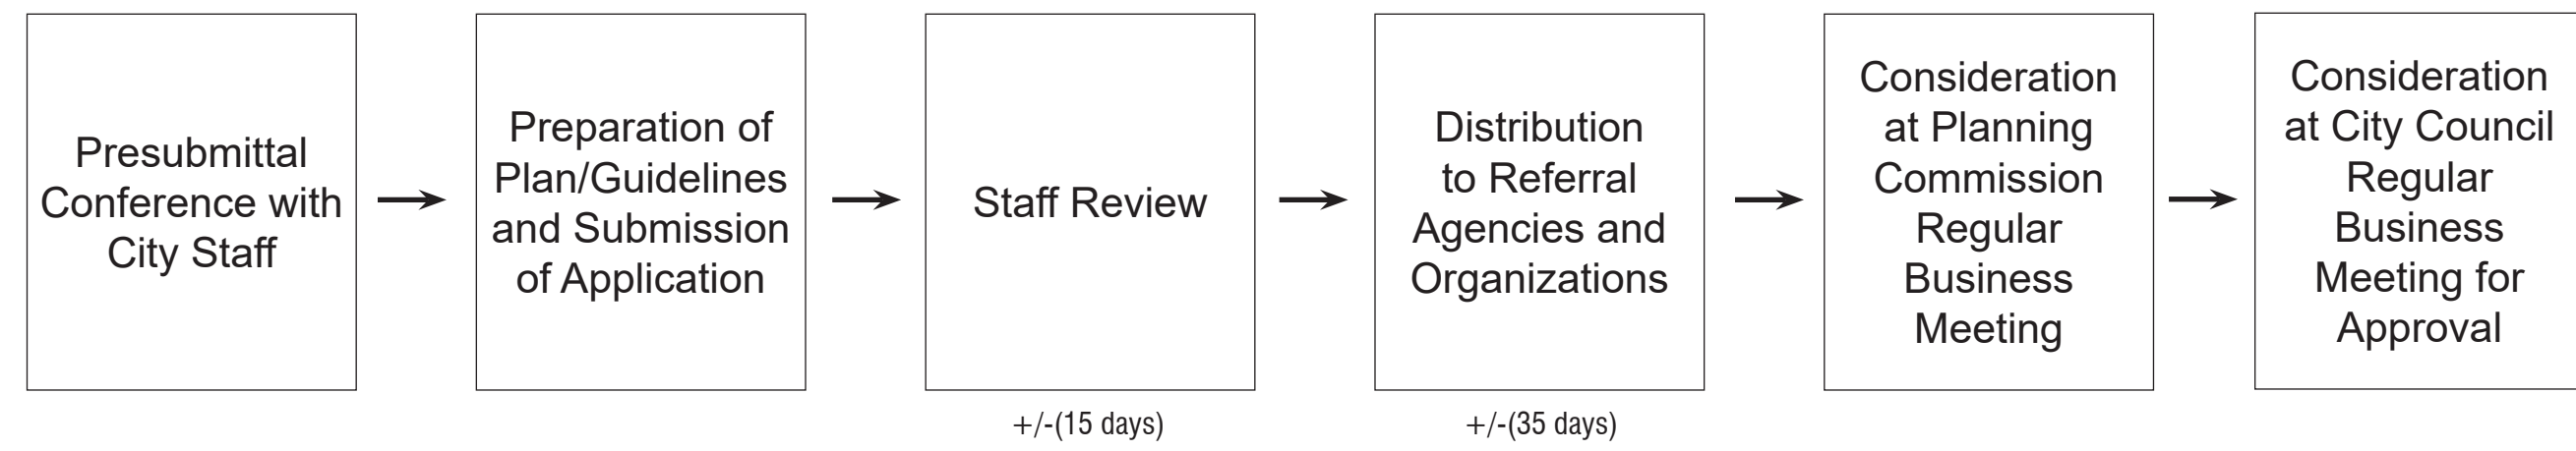 Presubmittal
Conference with
City Staff
Preparation of
Plan/Guidelines
and Submission
of Application
Staff Review
+/-(15 days)
Distribution
to Referral
Agencies and
Organizations
+/-(35 days)
Consideration
at Planning
Commission
Regular
Business
Meeting
Consideration
at City Council
Regular
Business
Meeting for
Approval